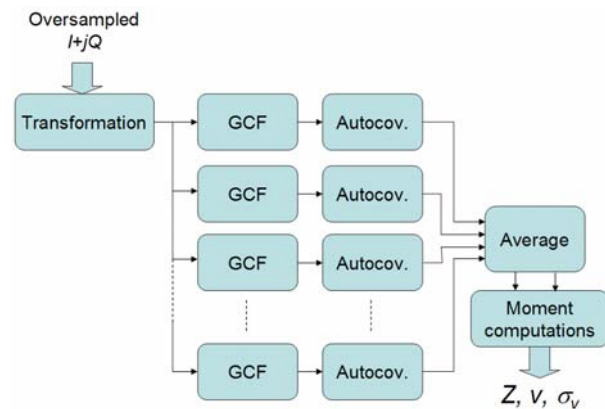 Oversampled
I+jQ
Transformation
GCF
Autocov.
GCF
Autocov.
GCF
Autocov.
Average
Moment
computations
GCF
Autocov.
Z, v, σv